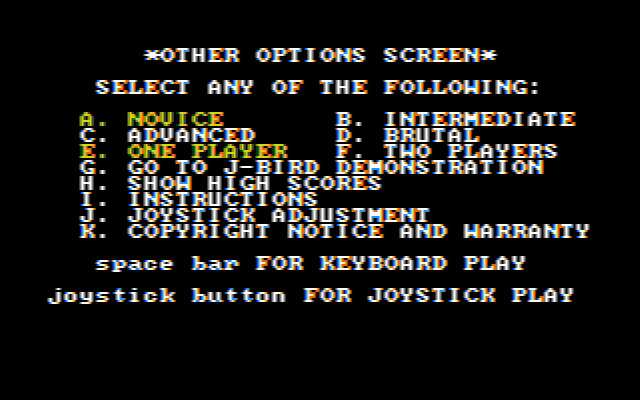 *OTHER OPTIONS SCREEN*
SELECT ANY OF THE FOLLOWING:
A. NOVICE B. INTERMEDIATE
C. ADVANCED D. BRUTAL
E. ONE PLAYER F. TWO PLAYERS
G. GO TO J-BIRD DEMONSTRATION
H. SHOW HIGH SCORES
I. INSTRUCTIONS
J. JOYSTICK ADJUSTMENT
K. COPYRIGHT NOTICE AND WARRANTY
space bar FOR KEYBOARD PLAY
joystick button FOR JOYSTICK PLAY